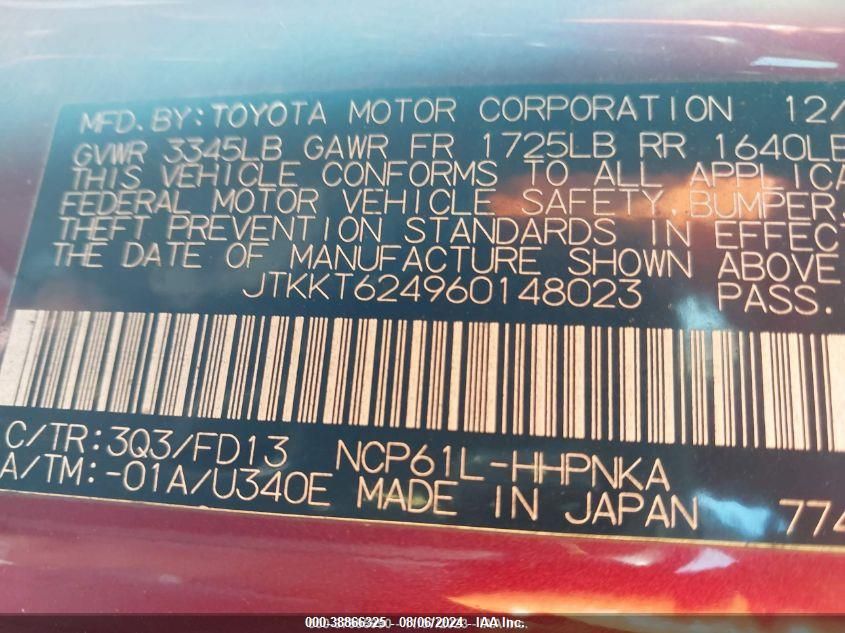 MFD. BY: TOYOTA MOTOR CORPORATION 12/
GVWR 3345LB GAWR FR 1725LB RR 1640LB
THIS VEHICLE CONFORMS TO ALL APPLICA
FEDERAL MOTOR VEHICLE SAFETY, BUMPER,
THEFT PREVENTION STANDARDS IN EFFECT
THE DATE OF MANUFACTURE SHOWN ABOVE
JTKKT624960148023 PASS.
C/TR:3Q3/FD13 NCP61L-HHPNKA
A/TM:-01A/U340E MADE IN JAPAN 774
000-38866325 08/06/2024 IAA Inc.